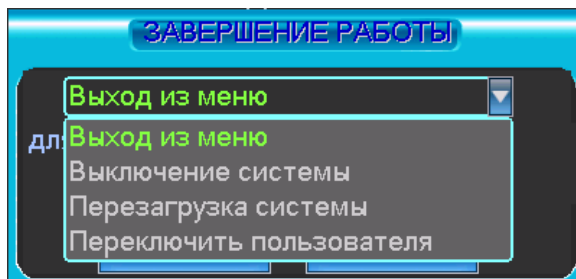 ЗАВЕРШЕНИЕ РАБОТЫ
Выход из меню
Выход из меню
Выключение системы
Перезагрузка системы
Переключить пользователя